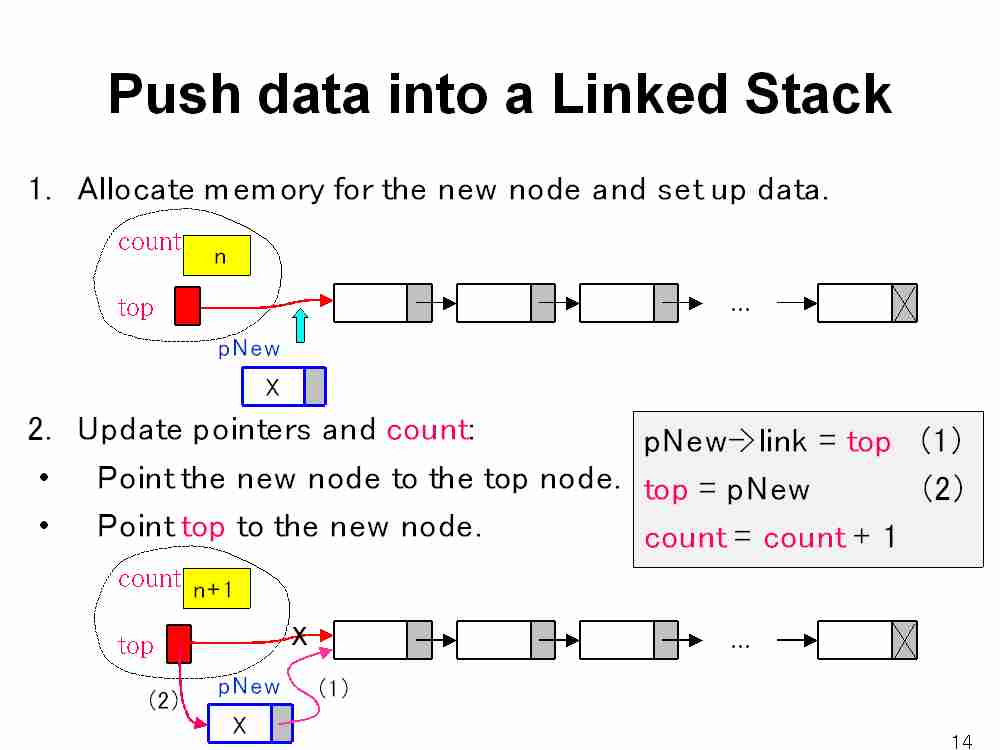 Push data into a Linked Stack
1. Allocate memory for the new node and set up data.
count
n
top
...
pNew
X
2. Update pointers and count:
• Point the new node to the top node.
• Point top to the new node.
pNew->link = top (1)
top = pNew (2)
count = count + 1
count
n+1
top
X
...
(2)
pNew
(1)
X
14